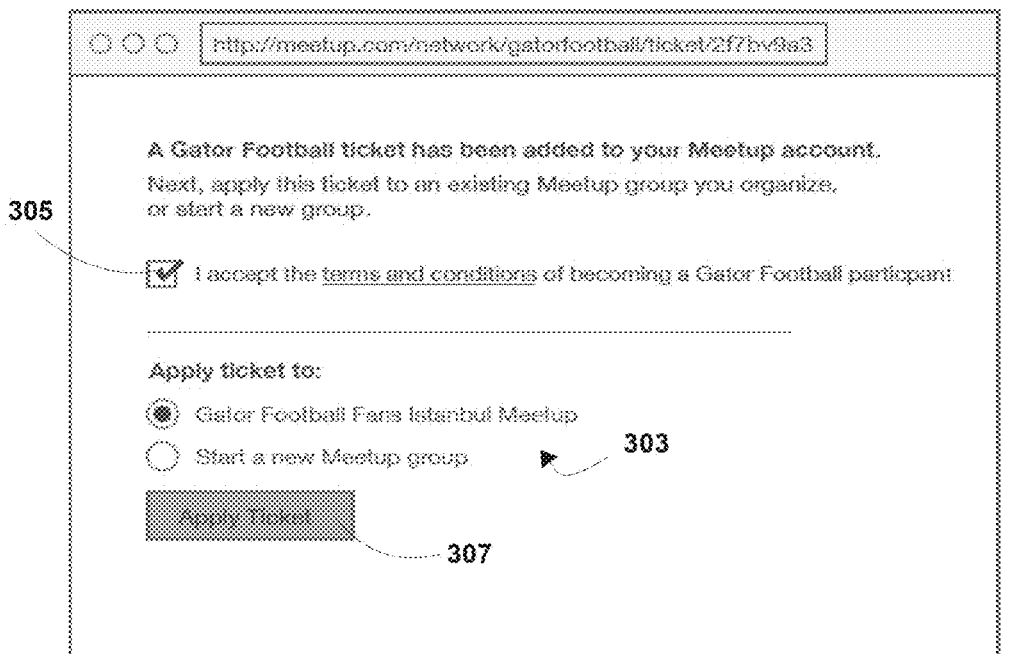 http://meetup.com/network/gatorfootball/ticket/2f7bv9a3
A Gator Football ticket has been added to your Meetup account.
Next, apply this ticket to an existing Meetup group you organize,
or start a new group.
305
I accept the terms and conditions of becoming a Gator Football particpant
Apply ticket to:
Gator Football Fans Istanbul Meetup
303
Start a new Meetup group
Apply Ticket
307